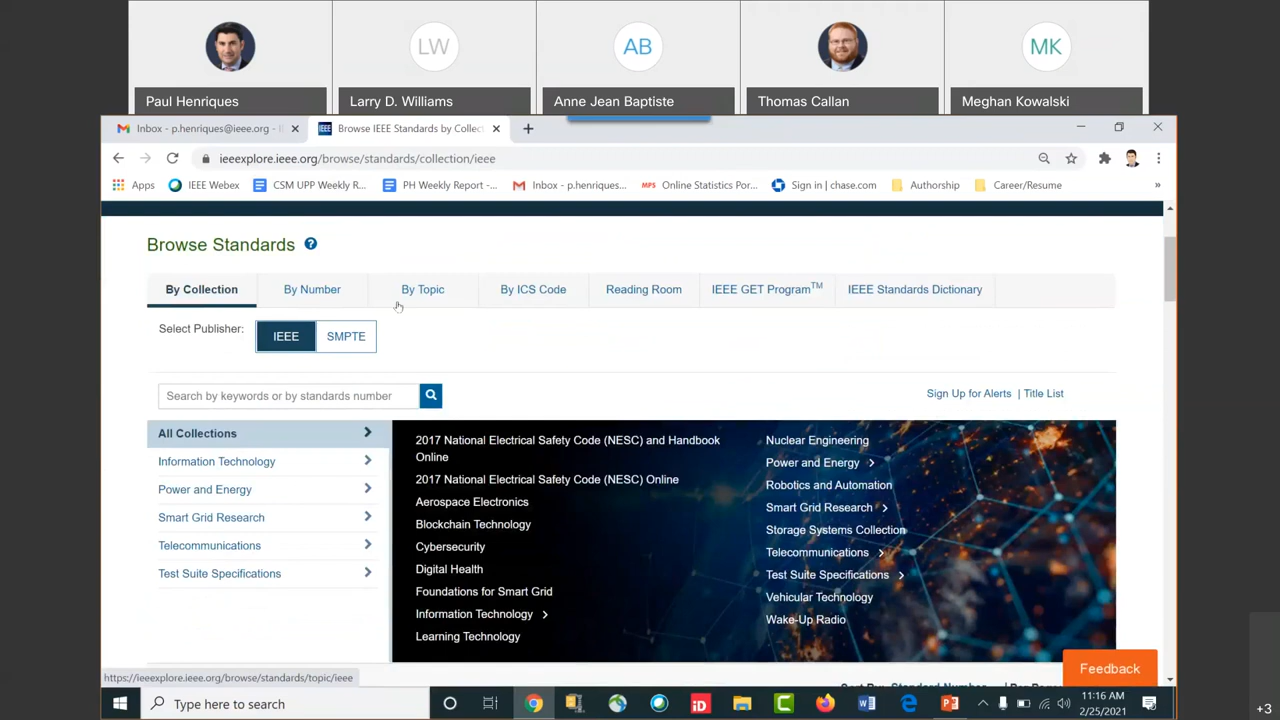 LW
AB
MK
Paul Henriques
Larry D. Williams
Anne Jean Baptiste
Thomas Callan
Meghan Kowalski
Inbox - p.henriques@ieee.org -
Browse IEEE Standards by Collec
ieeexplore.ieee.org/browse/standards/collection/ieee
Apps
IEEE Webex
CSM UPP Weekly R...
PH Weekly Report -...
Inbox - p.henriques...
MPS
Online Statistics Por...
Sign in | chase.com
Authorship
Career/Resume
»
Browse Standards ?
By Collection
By Number
By Topic
By ICS Code
Reading Room
IEEE GET Program™
IEEE Standards Dictionary
Select Publisher:
IEEE
SMPTE
Search by keywords or by standards number
Sign Up for Alerts | Title List
All Collections
Information Technology
Power and Energy
Smart Grid Research
Telecommunications
Test Suite Specifications
2017 National Electrical Safety Code (NESC) and Handbook
Online
2017 National Electrical Safety Code (NESC) Online
Aerospace Electronics
Blockchain Technology
Cybersecurity
Digital Health
Foundations for Smart Grid
Information Technology
Learning Technology
Nuclear Engineering
Power and Energy
Robotics and Automation
Smart Grid Research
Storage Systems Collection
Telecommunications
Test Suite Specifications
Vehicular Technology
Wake-Up Radio
Feedback
https://ieeexplore.ieee.org/browse/standards/topic/ieee
Sort By: Standard Number
Per Page
Type here to search
iD
11:16 AM
2/25/2021
+3